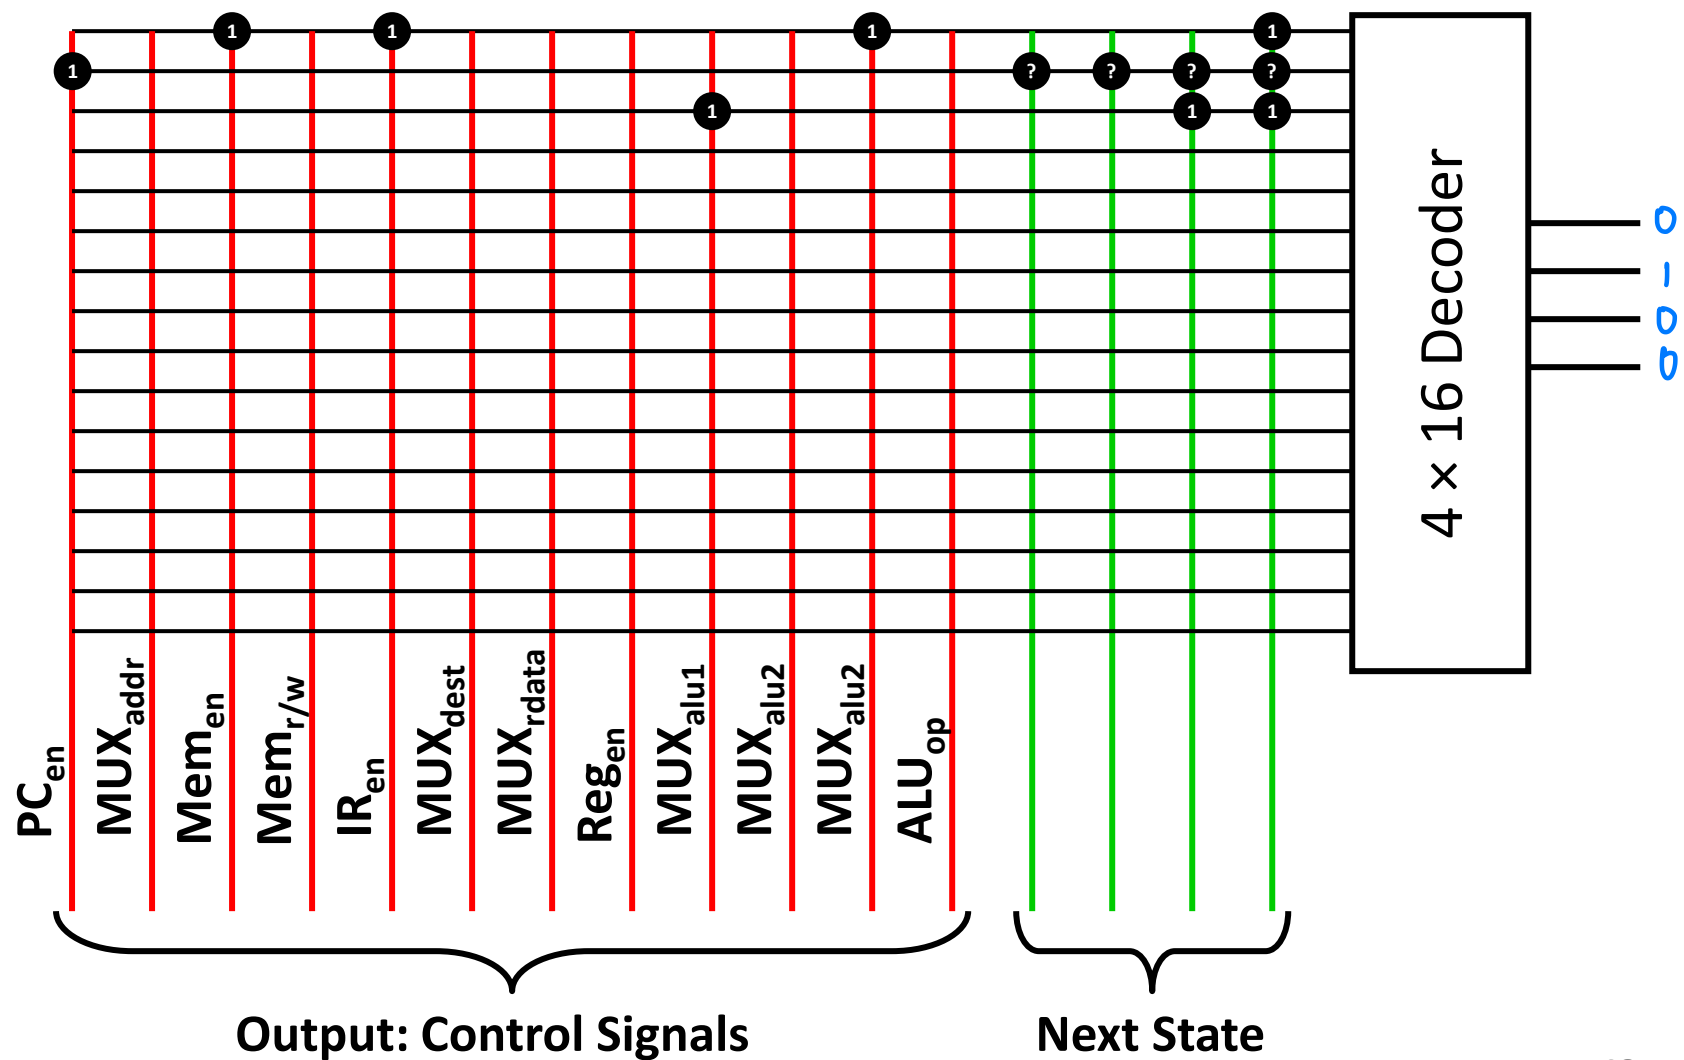 1 1 1 1
1 ? ? ? ?
1 1 1
4 × 16 Decoder
0
1
0
0
PCen
MUXaddr
Memen
Memr/w
IRen
MUXdest
MUXrdata
Regen
MUXalu1
MUXalu2
MUXalu2
ALUop
Output: Control Signals
Next State